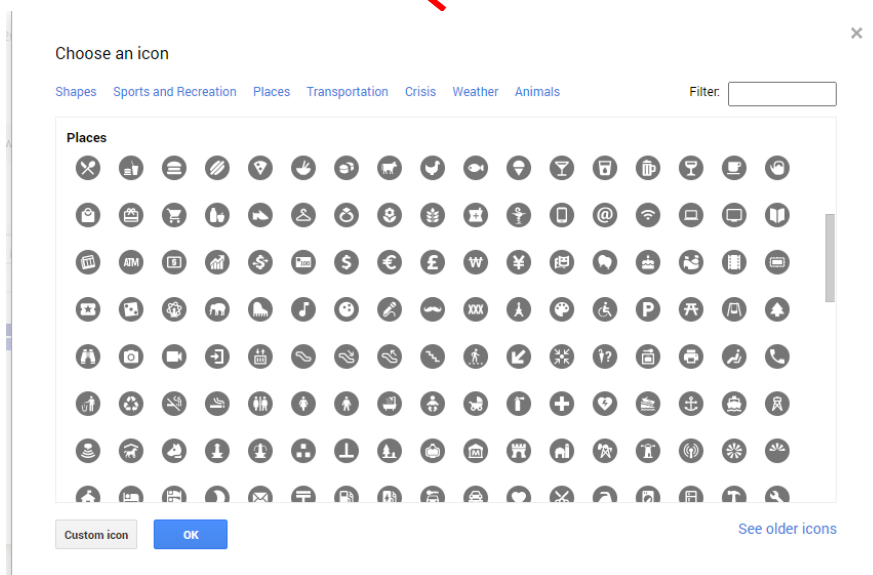 Choose an icon
Shapes Sports and Recreation Places Transportation Crisis Weather Animals Filter:
Places
@
ATM $ $ $ € £ ₩ ¥
XXX P
?
M
Custom icon OK See older icons